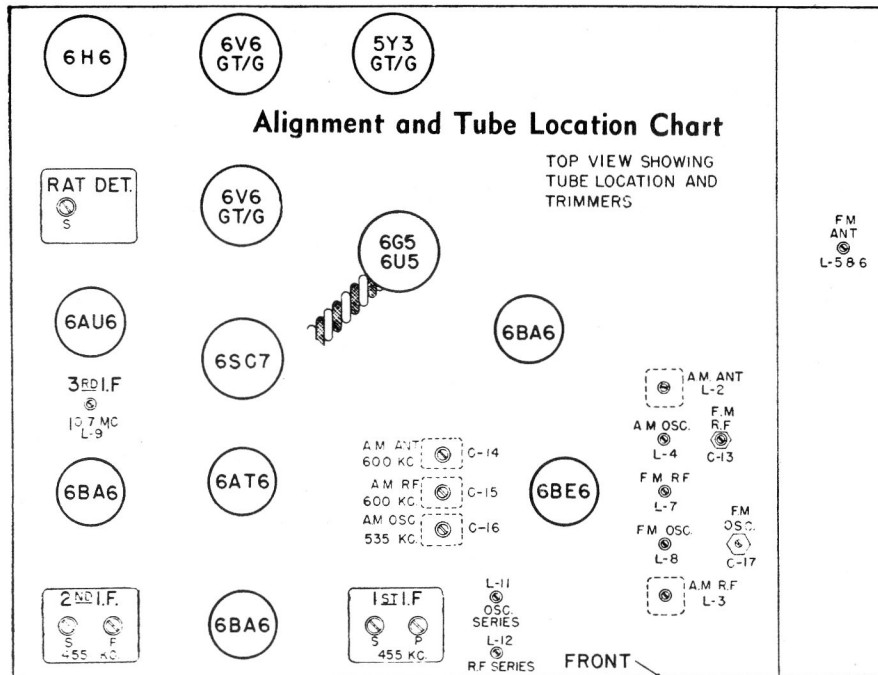 6H6
6V6
GT/G
5Y3
GT/G
Alignment and Tube Location Chart
TOP VIEW SHOWING
TUBE LOCATION AND
TRIMMERS
RAT DET.
S
6V6
GT/G
6G5
6U5
F M
ANT
L-5&6
6AU6
6SC7
6BA6
3RD I.F
10.7 MC
L-9
A.M. ANT
L-2
A M OSC.
L-4
F.M
R.F
C-13
6BA6
6AT6
A M ANT
600 KC.
C-14
A M RF
600 KC.
C-15
A M OSC
535 KC.
C-16
6BE6
F M R F
L-7
F M OSC.
L-8
F.M
OSC.
C-17
2ND I.F.
S P
455 KC.
6BA6
1ST I.F
S P
455 KC.
L-11
OSC.
SERIES
L-12
R.F SERIES
A.M R.F
L-3
FRONT